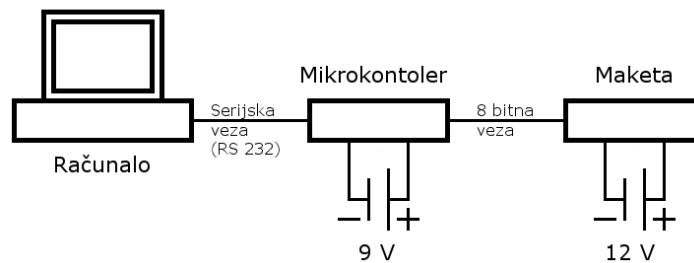 Mikrokontoler
Maketa
Serijska
veza
(RS 232)
8 bitna
veza
Računalo
− +
9 V
− +
12 V